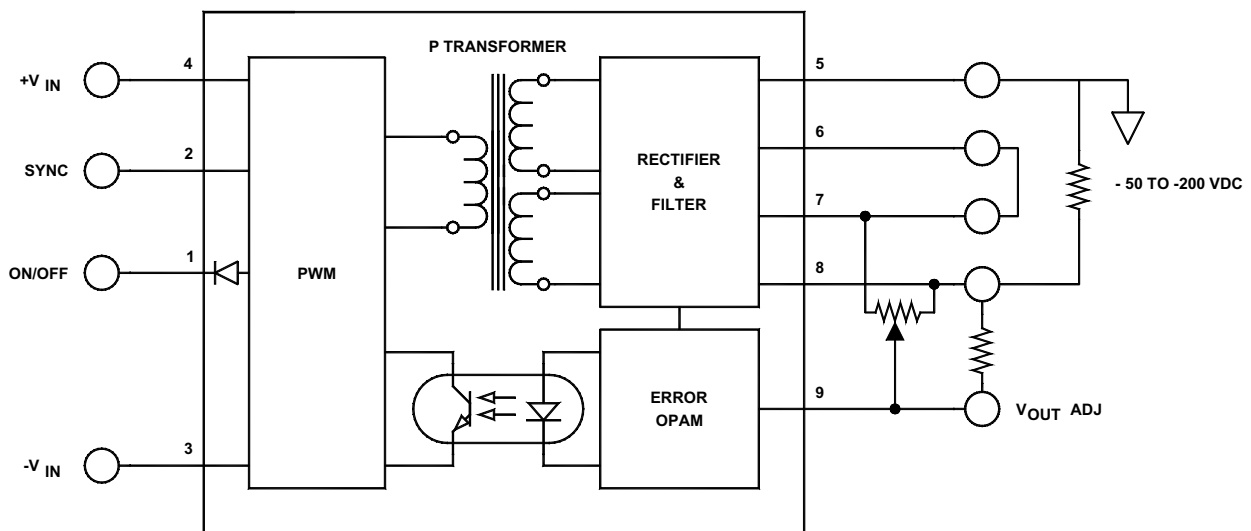 P TRANSFORMER
+V IN
4
5
6
SYNC
2
RECTIFIER
&
FILTER
- 50 TO -200 VDC
7
ON/OFF
1
PWM
8
ERROR
OPAM
9
VOUT ADJ
-V IN
3